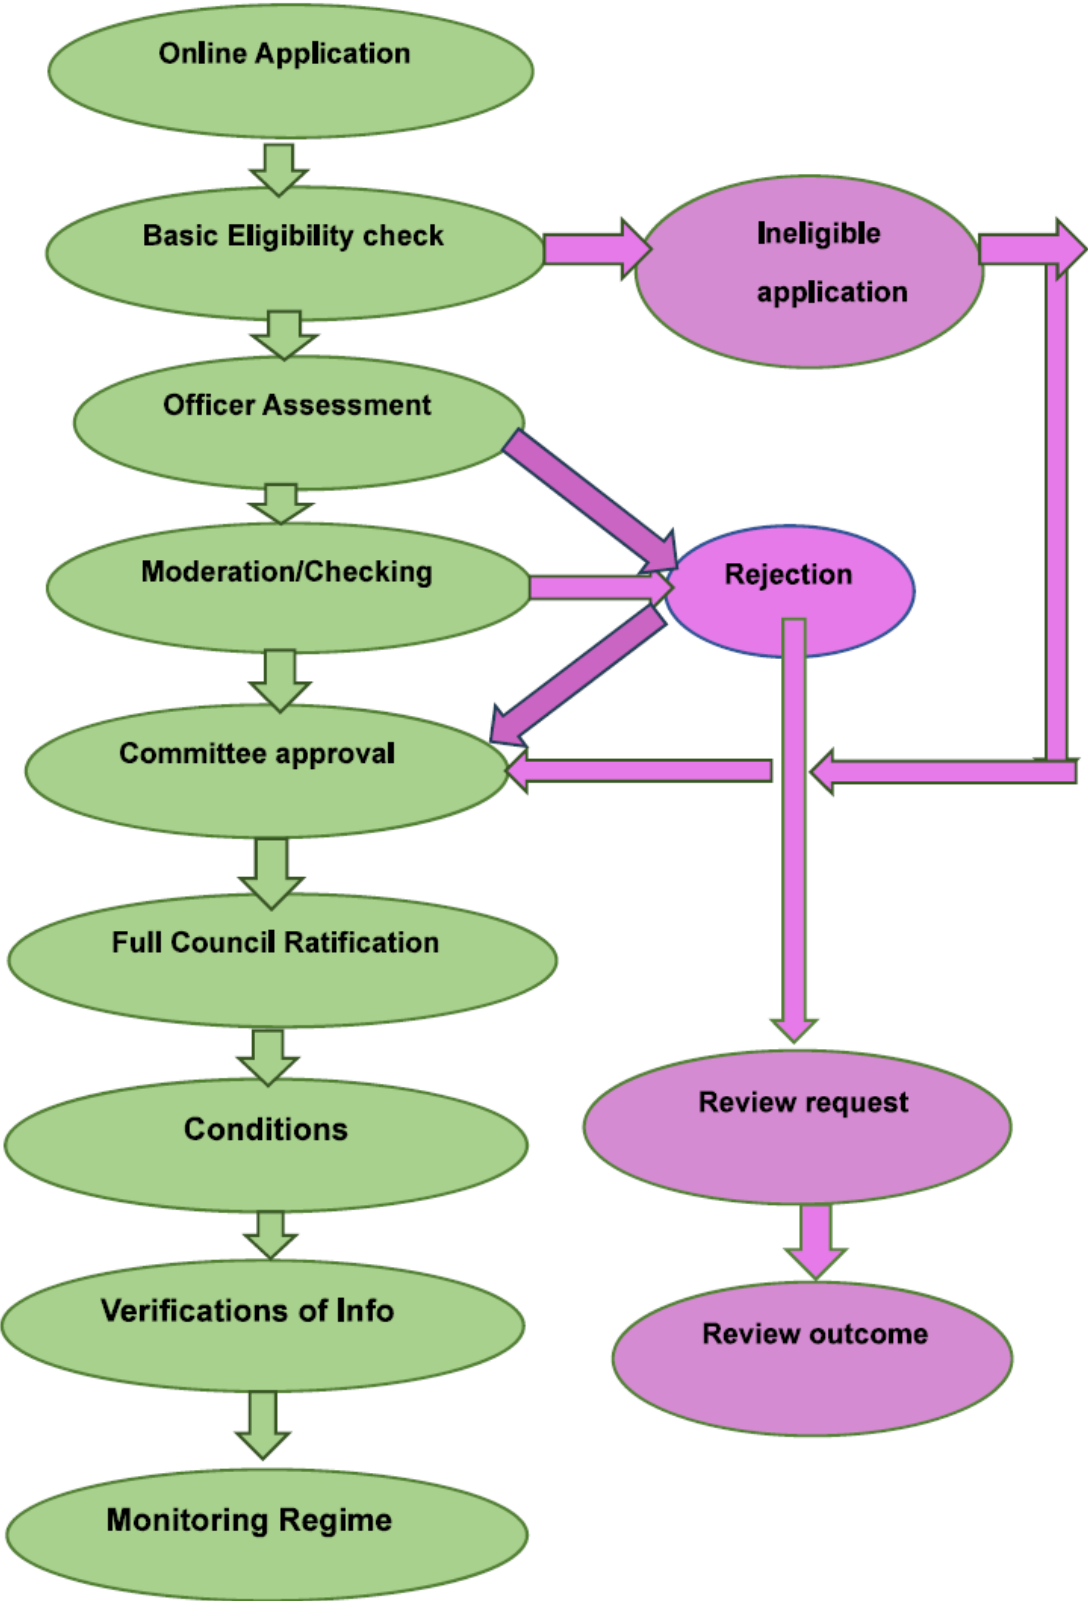 Online Application
Basic Eligibility check
Ineligible
application
Officer Assessment
Moderation/Checking
Rejection
Committee approval
Full Council Ratification
Conditions
Review request
Verifications of Info
Review outcome
Monitoring Regime